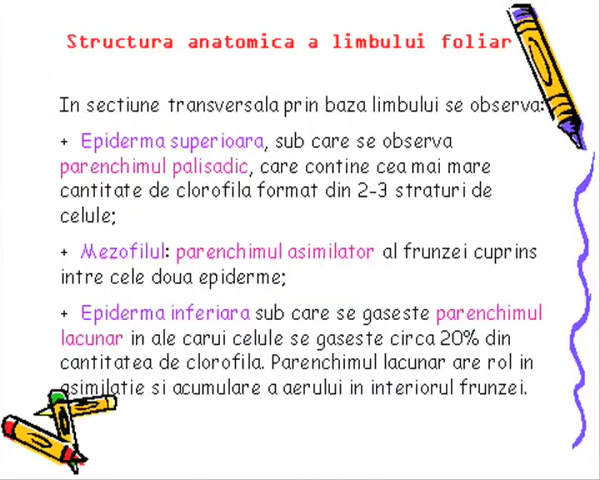 Structura anatomica a limbului foliar
In sectiune transversala prin baza limbului se observa:
+ Epiderma superioara, sub care se observa
parenchimul palisadic, care contine cea mai mare
cantitate de clorofila format din 2-3 straturi de
celule;
+ Mezofilul: parenchimul asimilator al frunzei cuprins
intre cele doua epiderme;
+ Epiderma inferiara sub care se gaseste parenchimul
lacunar in ale carui celule se gaseste circa 20% din
cantitatea de clorofila. Parenchimul lacunar are rol in
asimilatie si acumulare a aerului in interiorul frunzei.